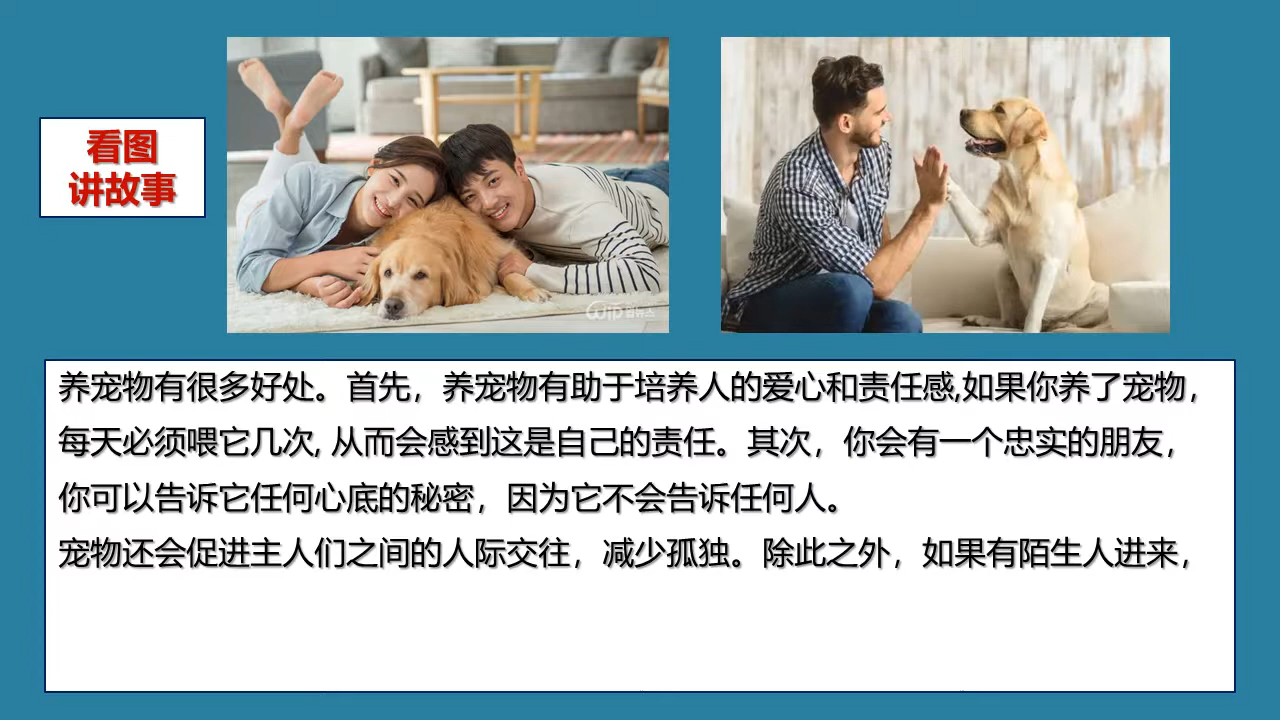 看图
讲故事
养宠物有很多好处。首先，养宠物有助于培养人的爱心和责任感,如果你养了宠物，
每天必须喂它几次, 从而会感到这是自己的责任。其次，你会有一个忠实的朋友，
你可以告诉它任何心底的秘密，因为它不会告诉任何人。
宠物还会促进主人们之间的人际交往，减少孤独。除此之外，如果有陌生人进来，